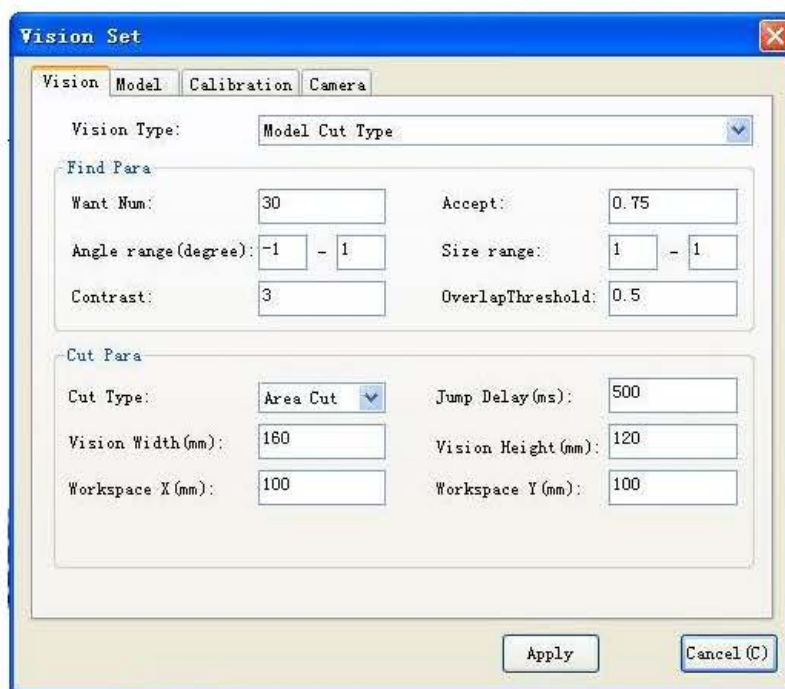 Vision Set
Vision Model Calibration Camera
Vision Type: Model Cut Type
Find Para
Want Num: 30 Accept: 0.75
Angle range(degree): -1 - 1 Size range: 1 - 1
Contrast: 3 OverlapThreshold: 0.5
Cut Para
Cut Type: Area Cut Jump Delay(ms): 500
Vision Width(mm): 160 Vision Height(mm): 120
Workspace X(mm): 100 Workspace Y(mm): 100
Apply Cancel(C)